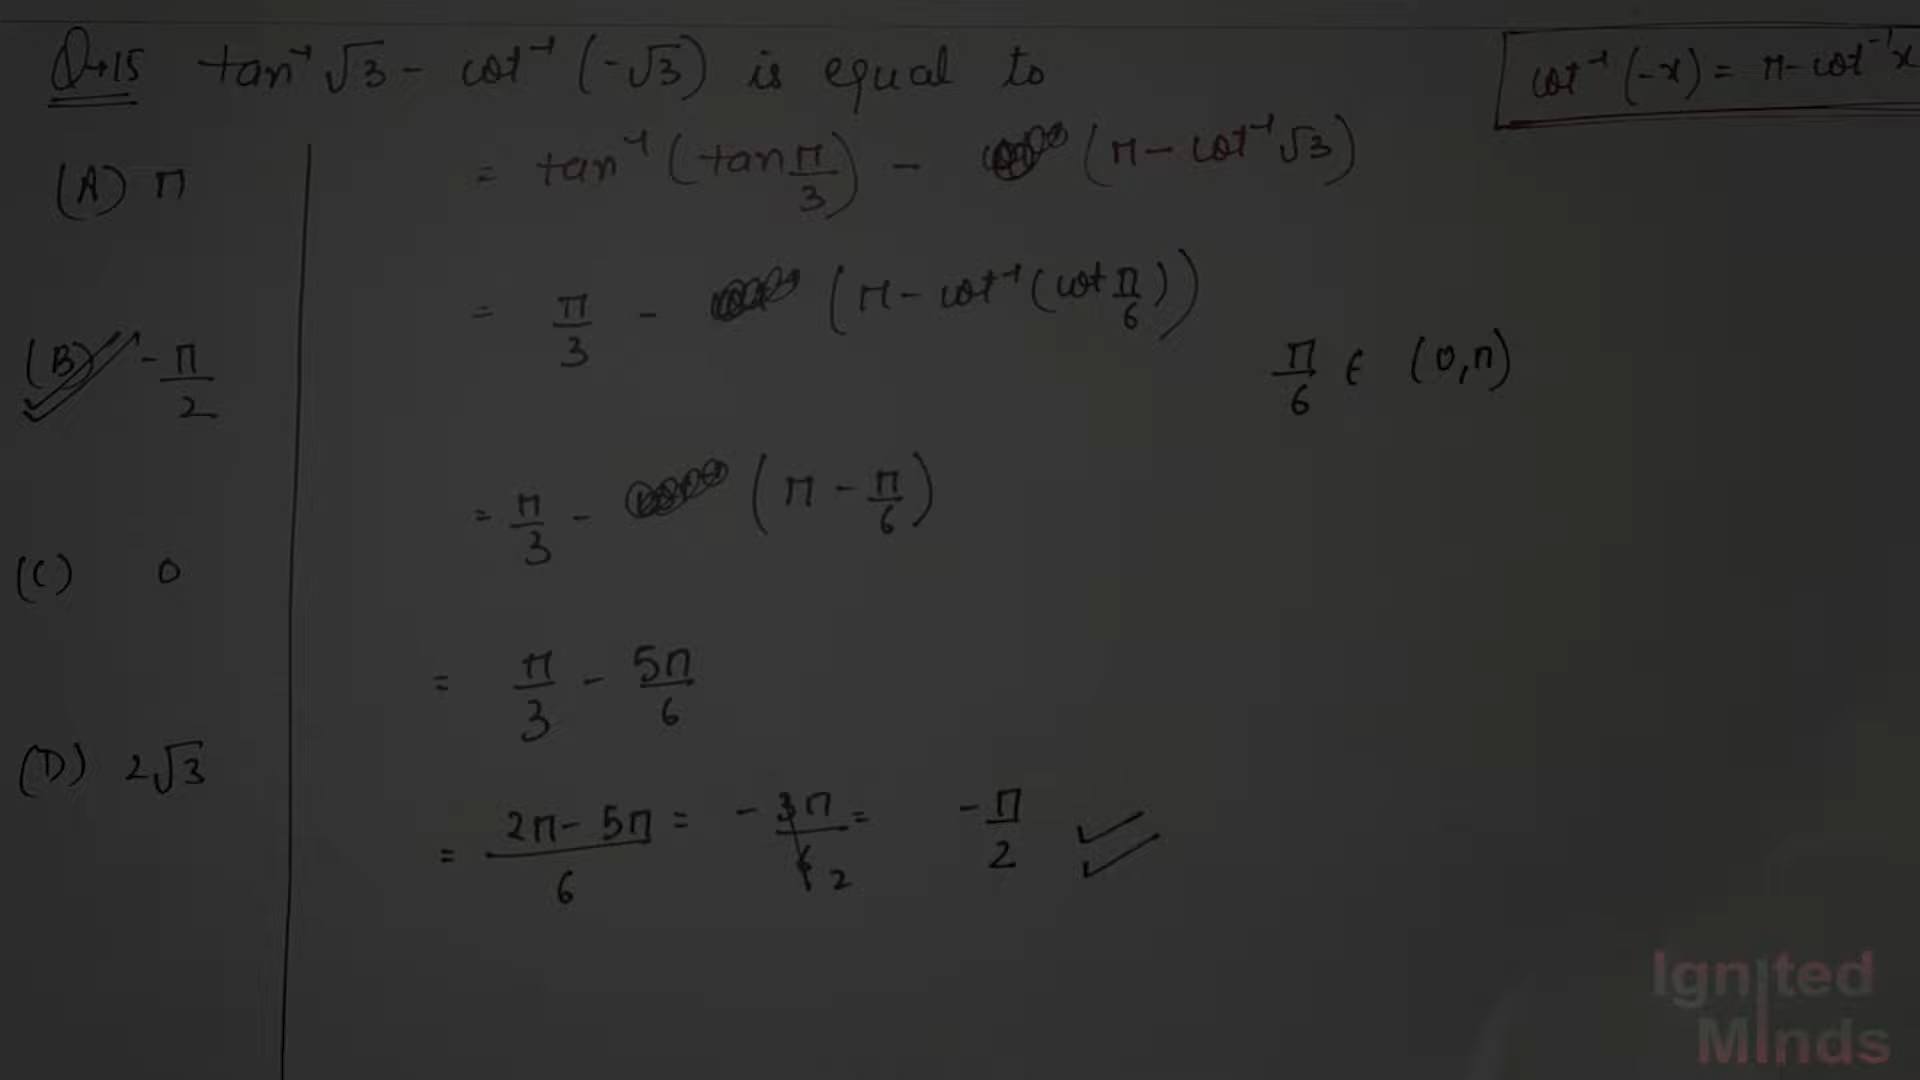 Q→15 tan⁻¹ √3 - cot⁻¹ (-√3) is equal to
cot⁻¹ (-x) = π - cot⁻¹ x
(A) π
= tan⁻¹ (tan π/3) - (π - cot⁻¹ √3)
= π/3 - (π - cot⁻¹ (cot π/6))
π/6 ∈ (0, π)
(B) -π/2
= π/3 - (π - π/6)
(C) 0
= π/3 - 5π/6
(D) 2√3
= 2π - 5π / 6 = -3π / 6 2 = -π/2
Ignited
Minds